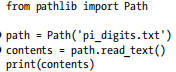 from pathlib import Path
path = Path('pi_digits.txt')
contents = path.read_text()
print(contents)